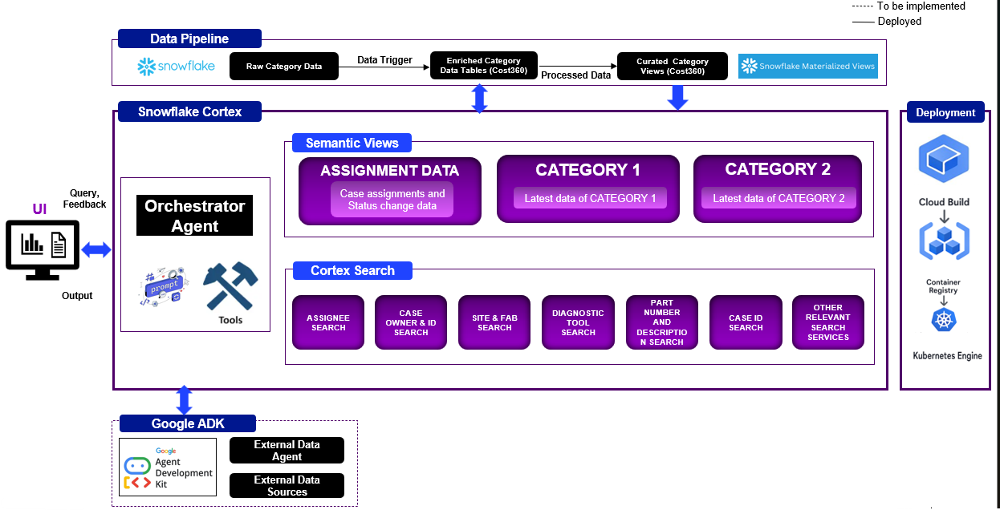 To be implemented
Deployed
Data Pipeline
snowflake
Raw Category Data
Data Trigger
Enriched Category
Data Tables (Cost360)
Processed Data
Curated Category
Views (Cost360)
Snowflake Materialized Views
Snowflake Cortex
Deployment
Semantic Views
ASSIGNMENT DATA
Case assignments and
Status change data
CATEGORY 1
Latest data of CATEGORY 1
CATEGORY 2
Latest data of CATEGORY 2
Query,
Feedback
UI
Output
Orchestrator
Agent
prompt
Tools
Cortex Search
ASSIGNEE
SEARCH
CASE
OWNER & ID
SEARCH
SITE & FAB
SEARCH
DIAGNOSTIC
TOOL
SEARCH
PART
NUMBER
AND
DESCRIPTIO
N SEARCH
CASE ID
SEARCH
OTHER
RELEVANT
SEARCH
SERVICES
Cloud Build
Container
Registry
Kubernetes Engine
Google ADK
Google
Agent
Development
Kit
External Data
Agent
External Data
Sources